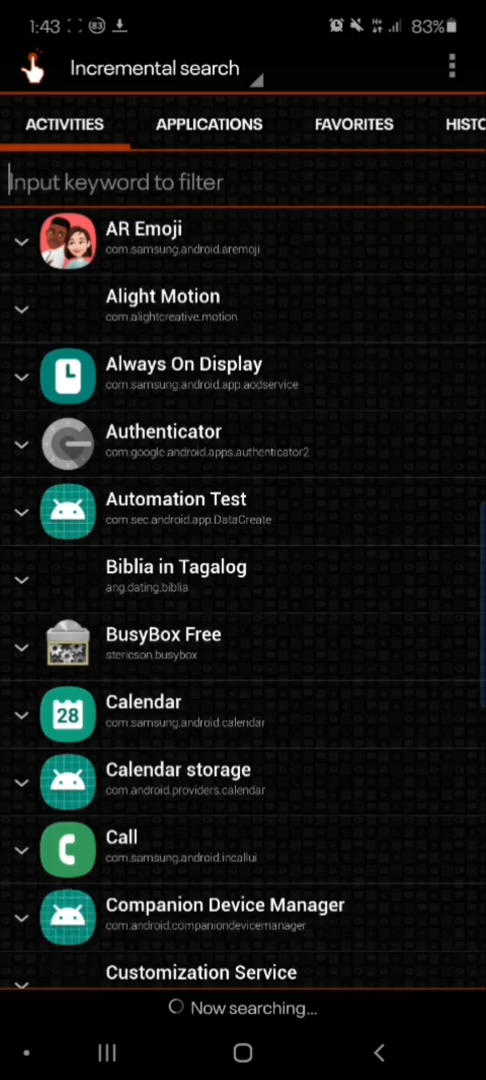 1:43 83 83%
Incremental search
ACTIVITIES APPLICATIONS FAVORITES HISTO
Input keyword to filter
AR Emoji
com.samsung.android.aremoji
Alight Motion
com.alightcreative.motion
Always On Display
com.samsung.android.app.aodservice
Authenticator
com.google.android.apps.authenticator2
Automation Test
com.sec.android.app.DataCreate
Biblia in Tagalog
ang.dating.biblia
BusyBox Free
stericson.busybox
28
Calendar
com.samsung.android.calendar
Calendar storage
com.android.providers.calendar
Call
com.samsung.android.incallui
Companion Device Manager
com.android.companiondevicemanager
Customization Service
Now searching...